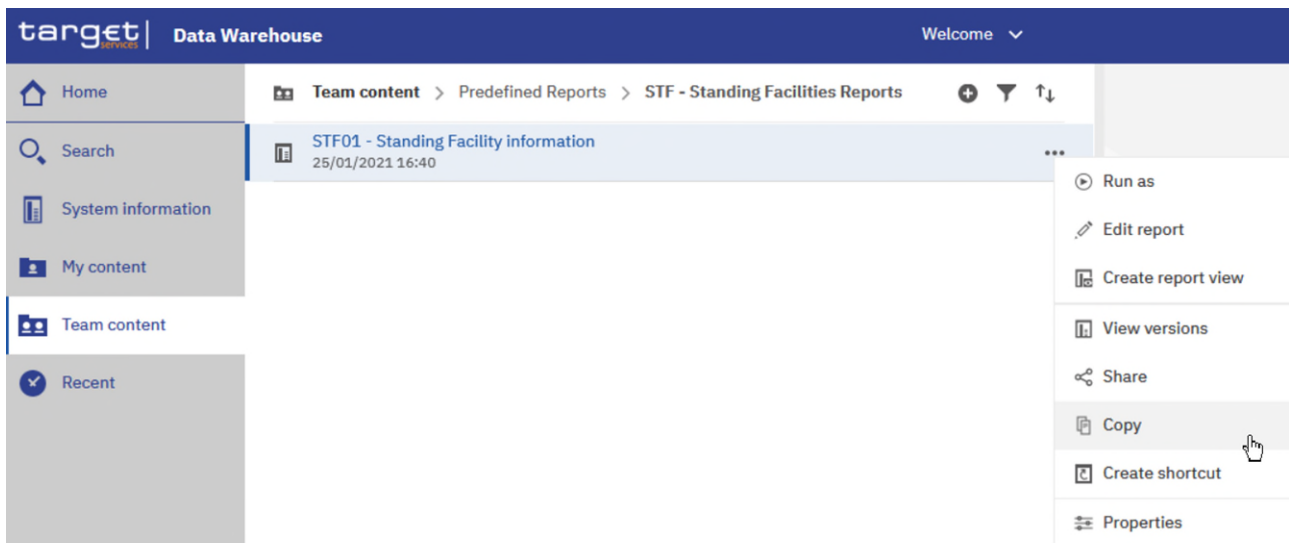 target services | Data Warehouse
Welcome
Home
Search
System information
My content
Team content
Recent
Team content > Predefined Reports > STF - Standing Facilities Reports
STF01 - Standing Facility information
25/01/2021 16:40
Run as
Edit report
Create report view
View versions
Share
Copy
Create shortcut
Properties